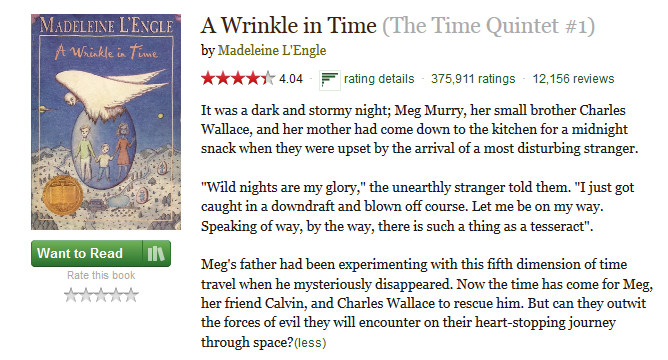 MADELEINE L'ENGLE
A Wrinkle in Time
Want to Read
Rate this book
A Wrinkle in Time (The Time Quintet #1)
by Madeleine L'Engle
4.04 · rating details · 375,911 ratings · 12,156 reviews
It was a dark and stormy night; Meg Murry, her small brother Charles
Wallace, and her mother had come down to the kitchen for a midnight
snack when they were upset by the arrival of a most disturbing stranger.
"Wild nights are my glory," the unearthly stranger told them. "I just got
caught in a downdraft and blown off course. Let me be on my way.
Speaking of way, by the way, there is such a thing as a tesseract".
Meg's father had been experimenting with this fifth dimension of time
travel when he mysteriously disappeared. Now the time has come for Meg,
her friend Calvin, and Charles Wallace to rescue him. But can they outwit
the forces of evil they will encounter on their heart-stopping journey
through space?(less)